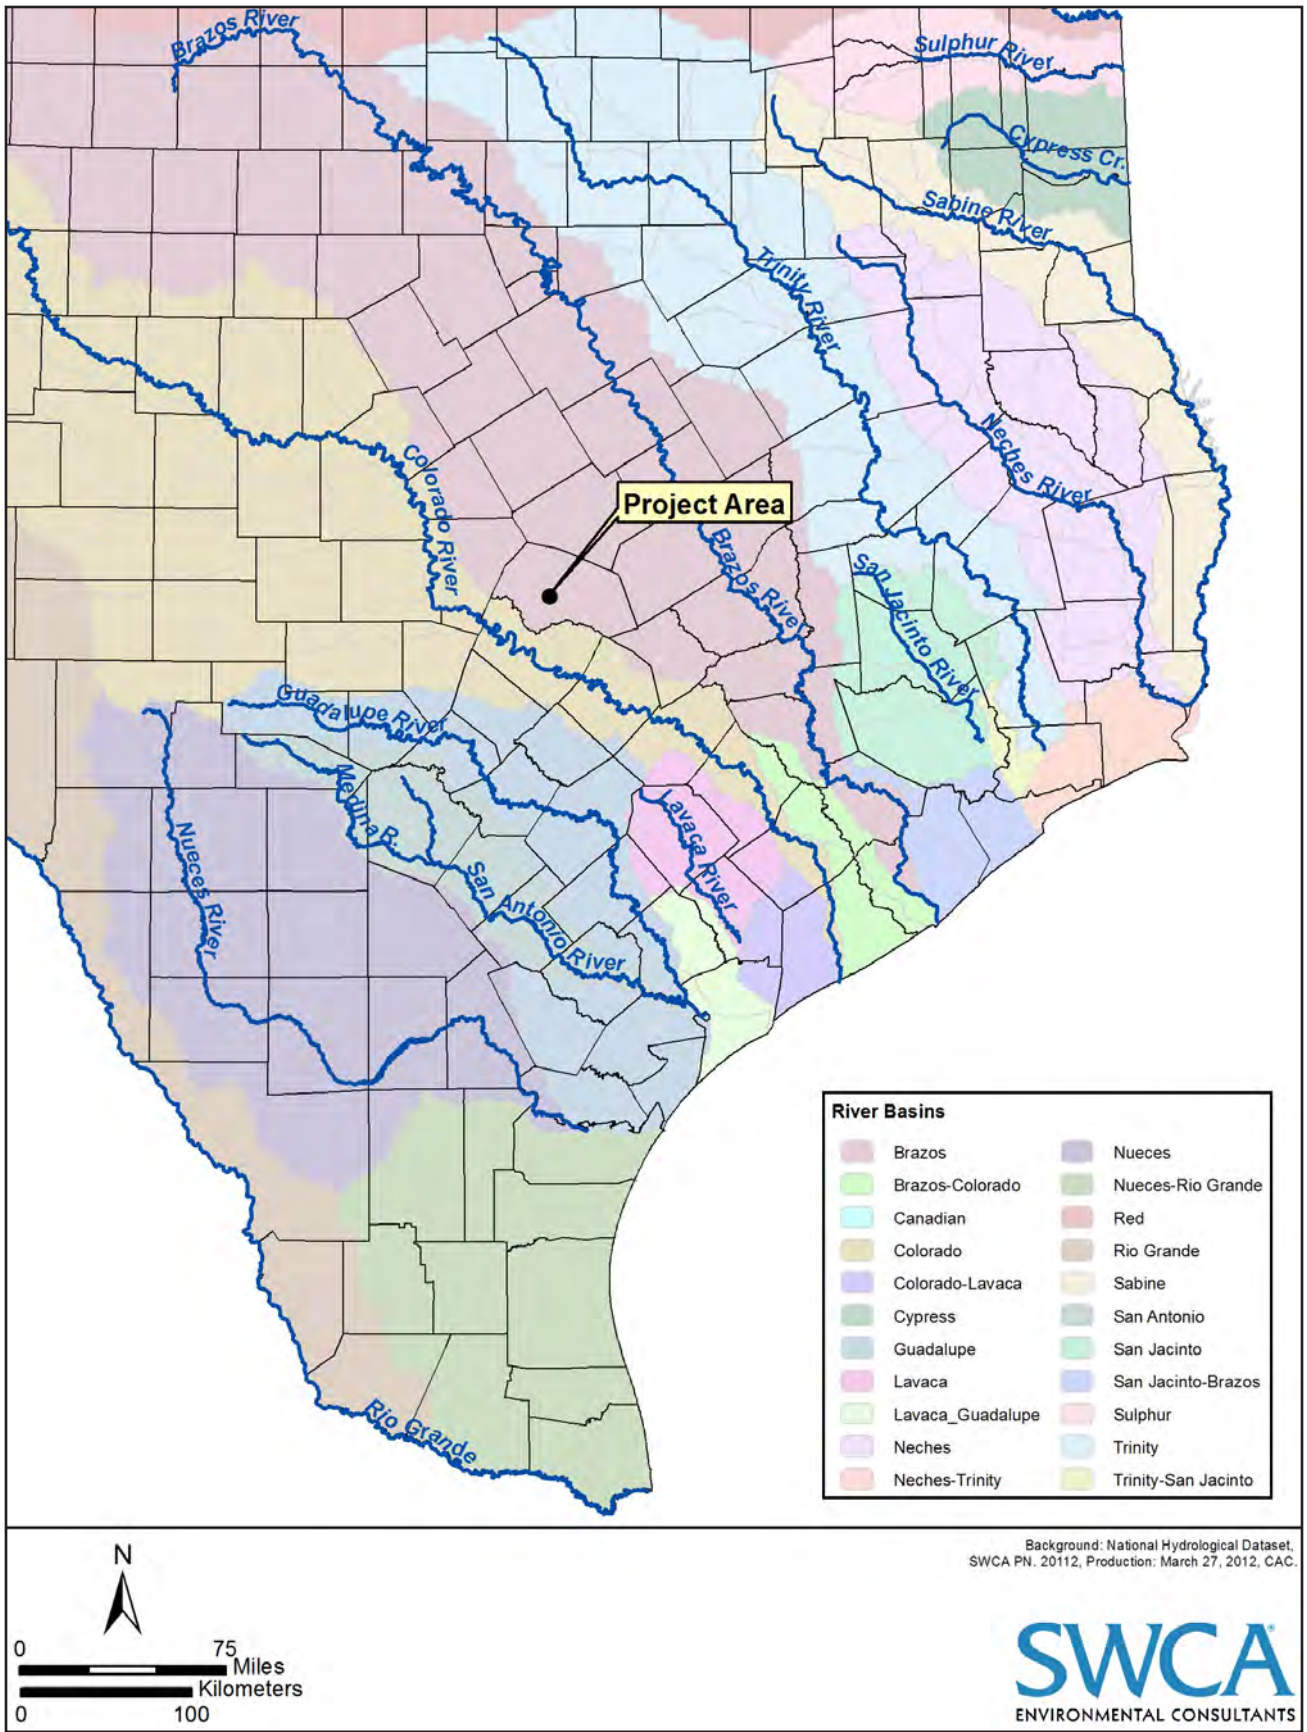 Brazos River
Sulphur River
Cypress Cr.
Sabine River
Trinity River
Neches River
Colorado River
Project Area
Brazos River
San Jacinto River
Guadalupe River
Medina R.
Lavaca River
Nueces River
San Antonio River
Rio Grande
River Basins
Brazos
Brazos-Colorado
Canadian
Colorado
Colorado-Lavaca
Cypress
Guadalupe
Lavaca
Lavaca_Guadalupe
Neches
Neches-Trinity
Nueces
Nueces-Rio Grande
Red
Rio Grande
Sabine
San Antonio
San Jacinto
San Jacinto-Brazos
Sulphur
Trinity
Trinity-San Jacinto
Background: National Hydrological Dataset,
SWCA PN. 20112, Production: March 27, 2012, CAC.
N
0 75
Miles
Kilometers
0 100
SWCA
ENVIRONMENTAL CONSULTANTS